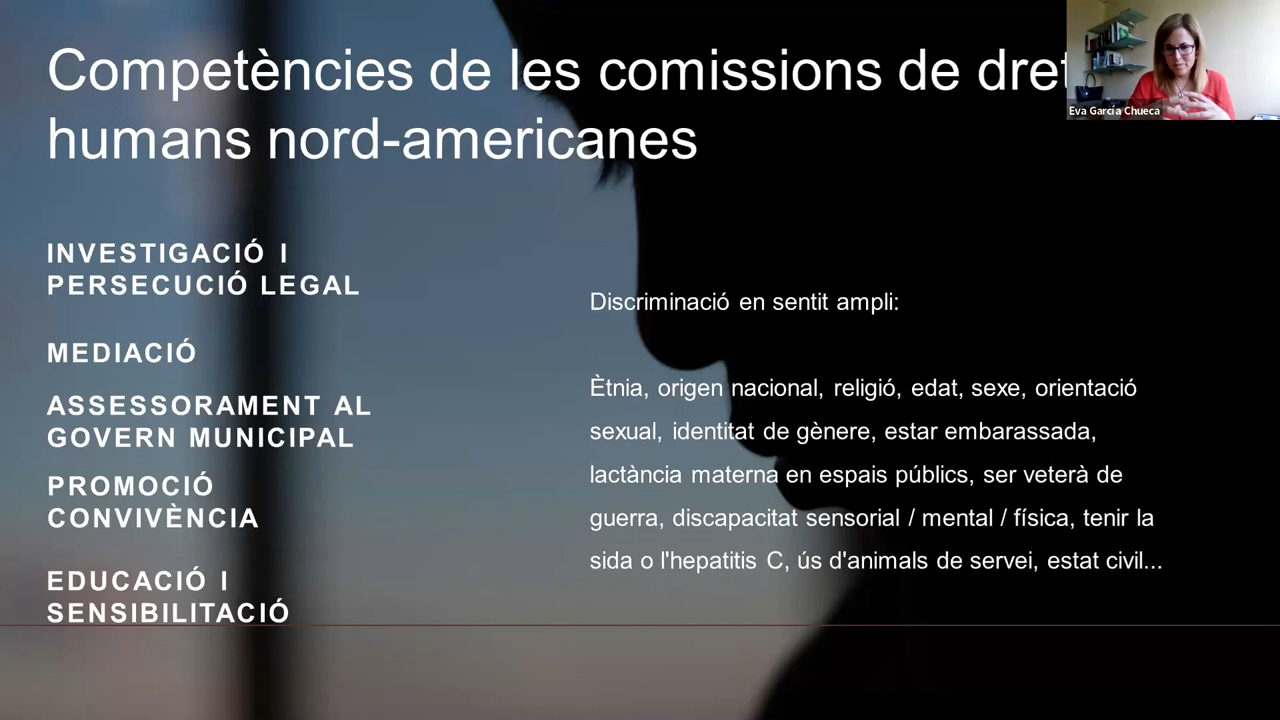 Competències de les comissions de dret
humans nord-americanes
Eva García Chueca
INVESTIGACIÓ I
PERSECUCIÓ LEGAL
MEDIACIÓ
ASSESSORAMENT AL
GOVERN MUNICIPAL
PROMOCIÓ
CONVIVÈNCIA
EDUCACIÓ I
SENSIBILITACIÓ
Discriminació en sentit ampli:
Ètnia, origen nacional, religió, edat, sexe, orientació
sexual, identitat de gènere, estar embarassada,
lactància materna en espais públics, ser veterà de
guerra, discapacitat sensorial / mental / física, tenir la
sida o l'hepatitis C, ús d'animals de servei, estat civil...